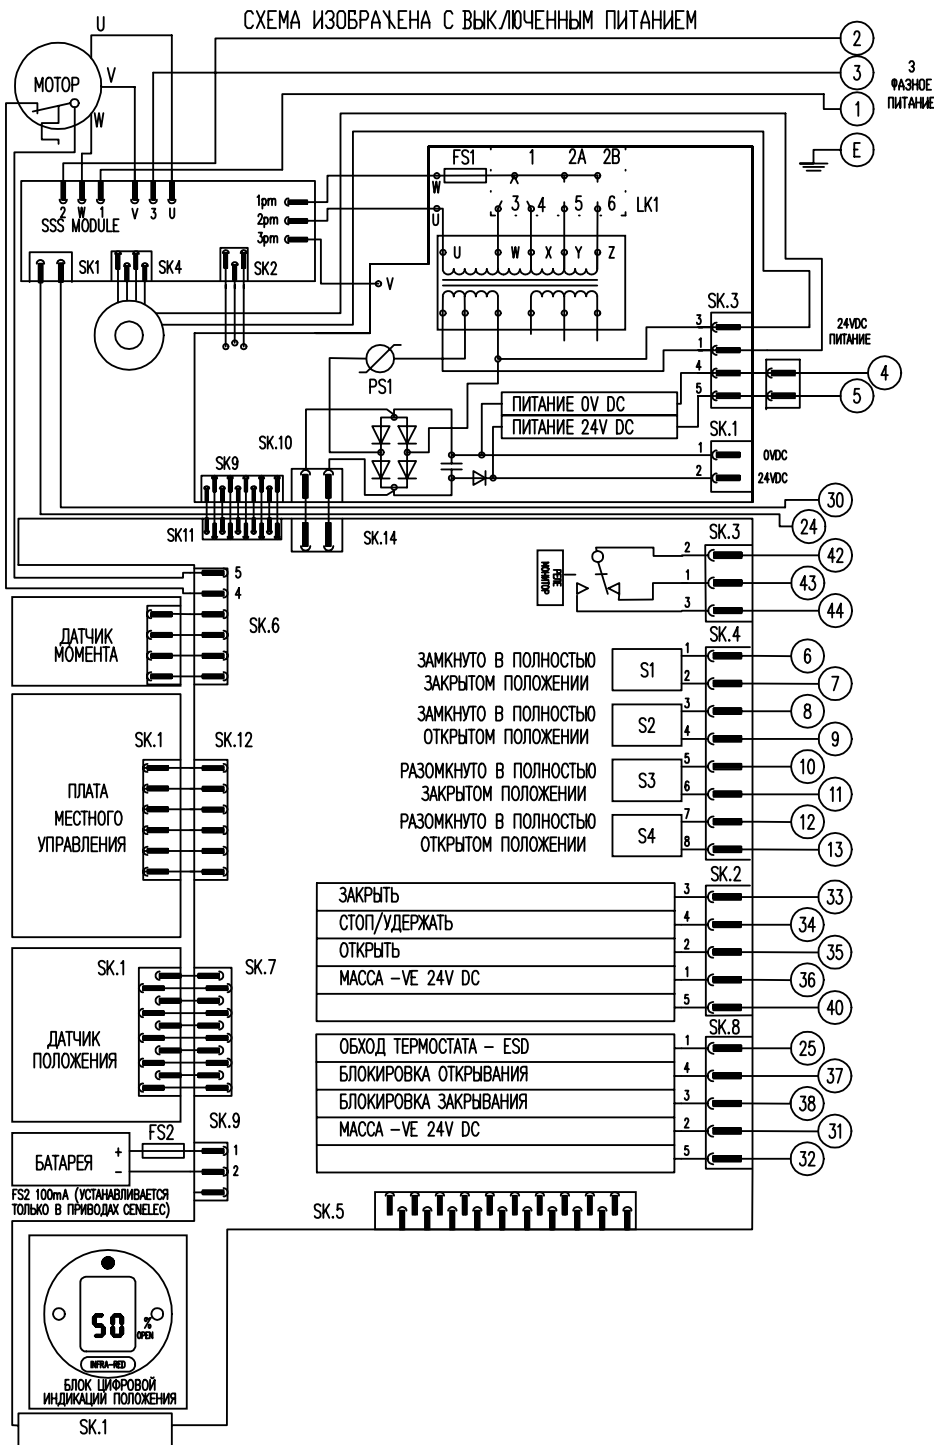 СХЕМА ИЗОБРАЖЕНА С ВЫКЛЮЧЕННЫМ ПИТАНИЕМ
U
МОТОР
V
W
2
3
1
E
3
ФАЗНОЕ
ПИТАНИЕ
2 W 1 V 3 U
SSS MODULE
1pm
2pm
3pm
SK1
SK4
SK2
FS1
W
U
V
1 2A 2B
3 4 5 6
LK1
U W X Y Z
PS1
SK.3
3
1
4
5
24VDC
ПИТАНИЕ
4
5
ПИТАНИЕ 0V DC
ПИТАНИЕ 24V DC
SK.1
1
0VDC
2
24VDC
SK.10
SK9
SK11
SK.14
30
24
РЕЛЕ
МОНИТОР
SK.3
2
42
1
43
3
44
5
4
SK.6
ДАТЧИК
МОМЕНТА
SK.4
ЗАМКНУТО В ПОЛНОСТЬЮ
ЗАКРЫТОМ ПОЛОЖЕНИИ
S1
1
6
2
7
ЗАМКНУТО В ПОЛНОСТЬЮ
ОТКРЫТОМ ПОЛОЖЕНИИ
S2
3
8
4
9
РАЗОМКНУТО В ПОЛНОСТЬЮ
ЗАКРЫТОМ ПОЛОЖЕНИИ
S3
5
10
6
11
РАЗОМКНУТО В ПОЛНОСТЬЮ
ОТКРЫТОМ ПОЛОЖЕНИИ
S4
7
12
8
13
SK.1
SK.12
ПЛАТА
МЕСТНОГО
УПРАВЛЕНИЯ
SK.2
ЗАКРЫТЬ 3 33
СТОП/УДЕРЖАТЬ 4 34
ОТКРЫТЬ 2 35
МАССА -VE 24V DC 1 36
5 40
SK.1
SK.7
ДАТЧИК
ПОЛОЖЕНИЯ
SK.8
ОБХОД ТЕРМОСТАТА - ESD 1 25
БЛОКИРОВКА ОТКРЫВАНИЯ 4 37
БЛОКИРОВКА ЗАКРЫВАНИЯ 3 38
МАССА -VE 24V DC 2 31
5 32
SK.9
FS2
БАТАРЕЯ
+
-
1
2
FS2 100mA (УСТАНАВЛИВАЕТСЯ
ТОЛЬКО В ПРИВОДАХ CENELEC)
SK.5
50
%
OPEN
INFRA-RED
БЛОК ЦИФРОВОЙ
ИНДИКАЦИЙ ПОЛОЖЕНИЯ
SK.1